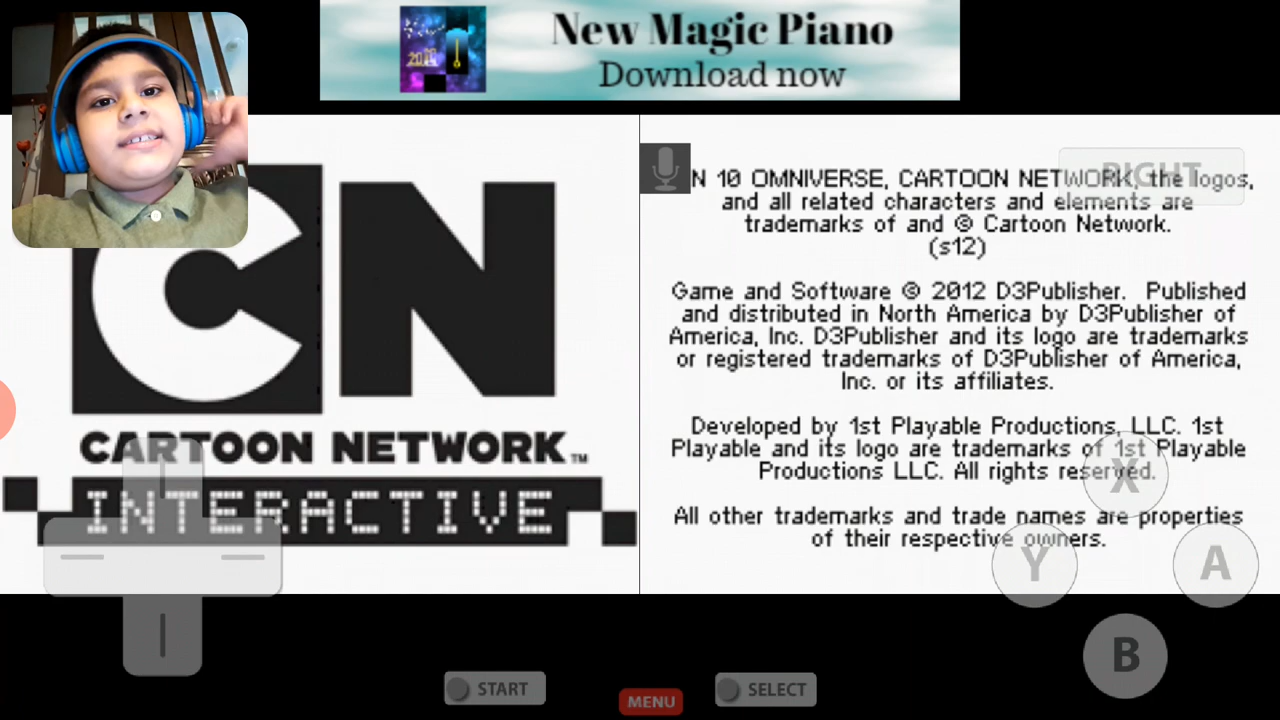 New Magic Piano
Download now
CN
CARTOON NETWORK™
INTERACTIVE
RIGHT
N 10 OMNIVERSE, CARTOON NETWORK, the logos,
and all related characters and elements are
trademarks of and © Cartoon Network.
(s12)
Game and Software © 2012 D3Publisher. Published
and distributed in North America by D3Publisher of
America, Inc. D3Publisher and its logo are trademarks
or registered trademarks of D3Publisher of America,
Inc. or its affiliates.
Developed by 1st Playable Productions, LLC. 1st
Playable and its logo are trademarks of 1st Playable
Productions LLC. All rights reserved.
All other trademarks and trade names are properties
of their respective owners.
X
Y
A
B
START
MENU
SELECT